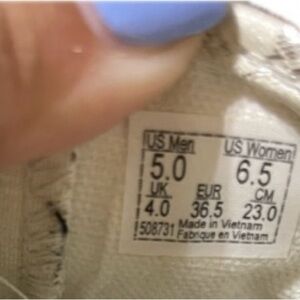 US Men US Women
5.0 6.5
UK EUR CM
4.0 36.5 23.0
508731 Made in Vietnam
Fabriqué en Vietnam